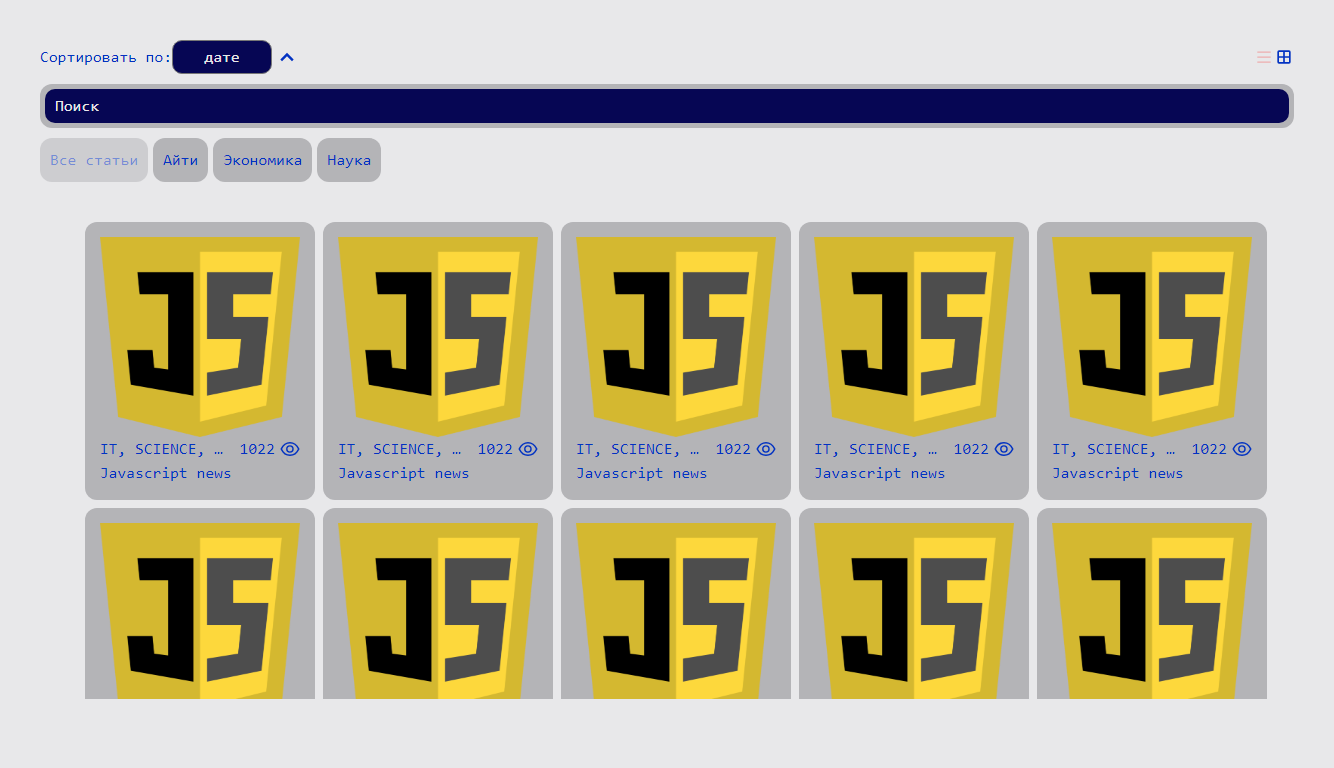 Сортировать по: дате
Поиск
Все статьи Айти Экономика Наука
JS JS JS JS JS
IT, SCIENCE, … 1022 IT, SCIENCE, … 1022 IT, SCIENCE, … 1022 IT, SCIENCE, … 1022 IT, SCIENCE, … 1022
Javascript news Javascript news Javascript news Javascript news Javascript news
JS JS JS JS JS